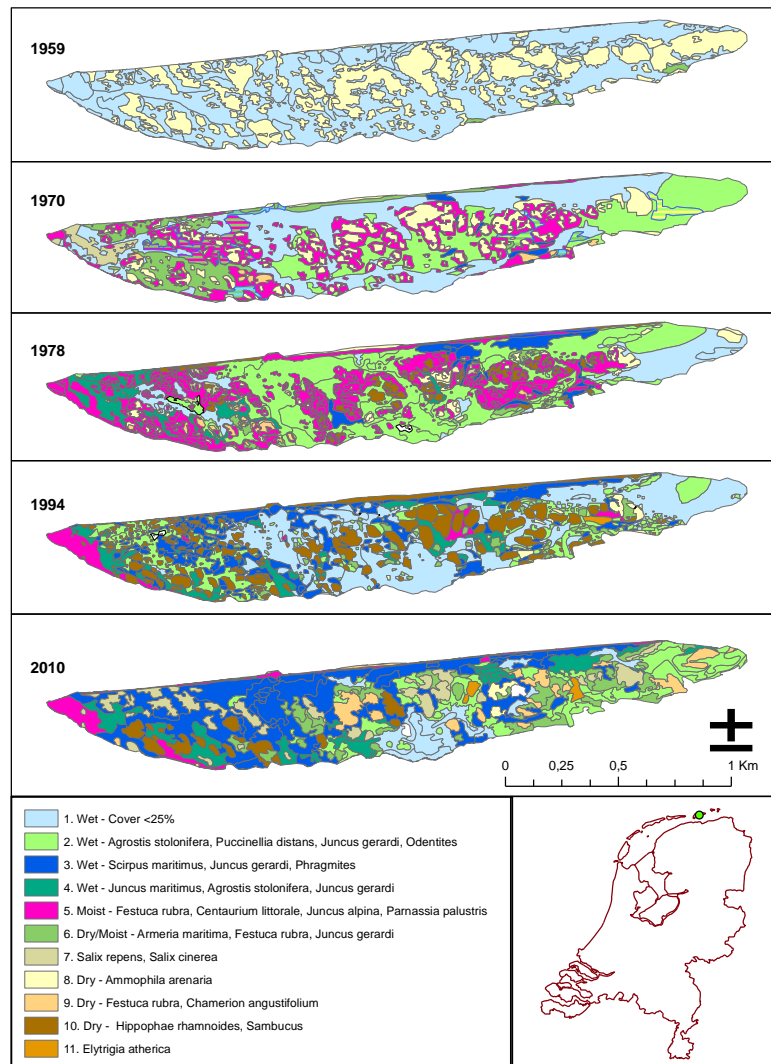 1959
1970
1978
1994
2010
0 0,25 0,5 1 Km
1. Wet - Cover <25%
2. Wet - Agrostis stolonifera, Puccinellia distans, Juncus gerardi, Odentites
3. Wet - Scirpus maritimus, Juncus gerardi, Phragmites
4. Wet - Juncus maritimus, Agrostis stolonifera, Juncus gerardi
5. Moist - Festuca rubra, Centaurium littorale, Juncus alpina, Parnassia palustris
6. Dry/Moist - Armeria maritima, Festuca rubra, Juncus gerardi
7. Salix repens, Salix cinerea
8. Dry - Ammophila arenaria
9. Dry - Festuca rubra, Chamerion angustifolium
10. Dry - Hippophae rhamnoides, Sambucus
11. Elytrigia atherica